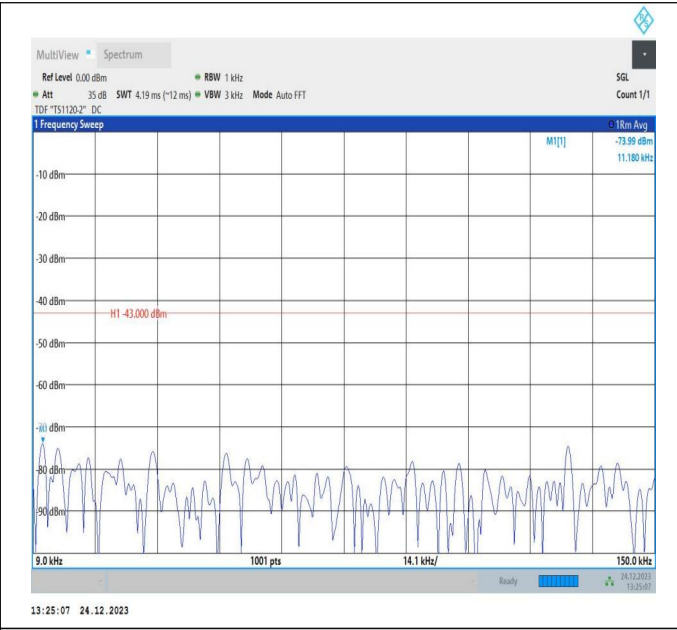 R S
MultiView Spectrum
Ref Level 0.00 dBm RBW 1 kHz SGL
Att 35 dB SWT 4.19 ms (~12 ms) VBW 3 kHz Mode Auto FFT Count 1/1
TDF "TS1120-2" DC
1 Frequency Sweep 1Rm Avg
M1[1] -73.99 dBm
11.180 kHz
-10 dBm
-20 dBm
-30 dBm
-40 dBm
H1 -43.000 dBm
-50 dBm
-60 dBm
-70 dBm
-80 dBm
-90 dBm
9.0 kHz 1001 pts 14.1 kHz/ 150.0 kHz
Ready 24.12.2023
13:25:07
13:25:07 24.12.2023